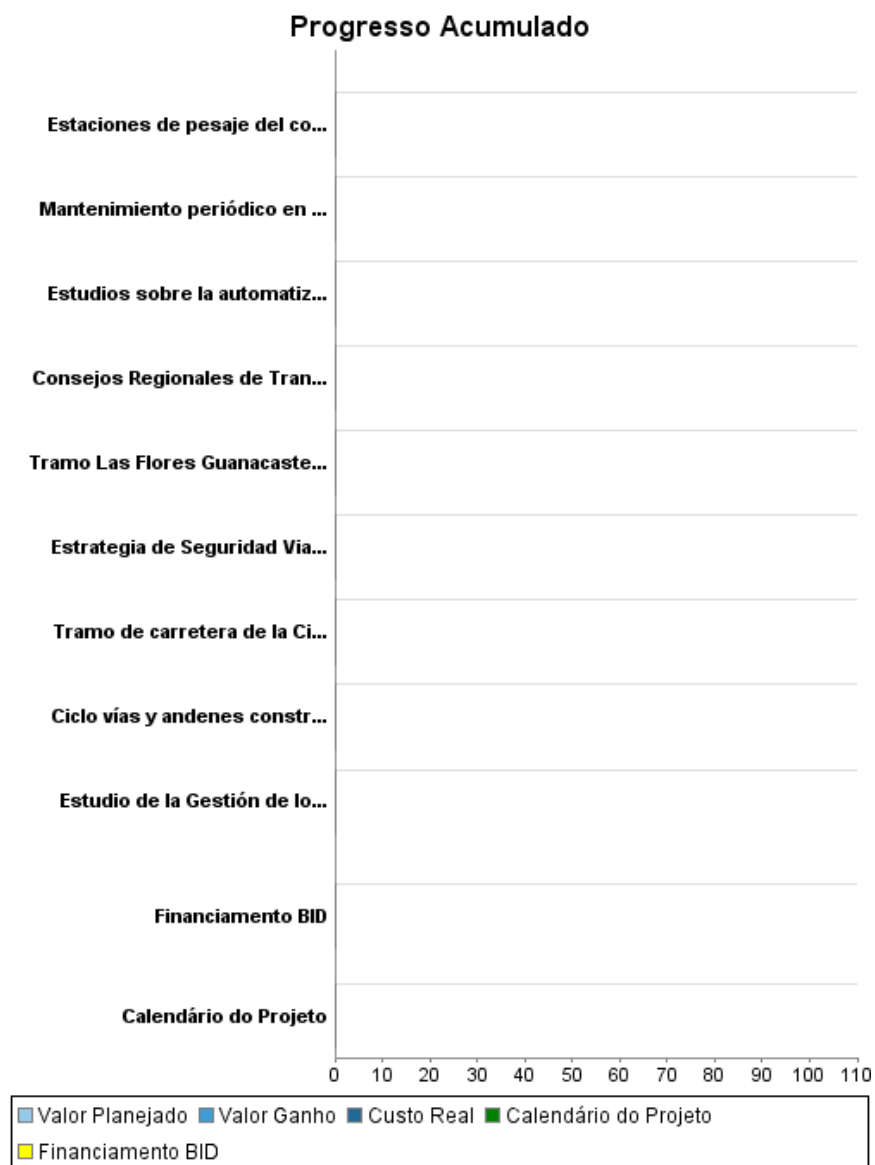 Progresso Acumulado
Estaciones de pesaje del co...
Mantenimiento periódico en ...
Estudios sobre la automatiz...
Consejos Regionales de Tran...
Tramo Las Flores Guanacaste...
Estrategia de Seguridad Via...
Tramo de carretera de la Ci...
Ciclo vías y andenes constr...
Estudio de la Gestión de lo...
Financiamento BID
Calendário do Projeto
0 10 20 30 40 50 60 70 80 90 100 110
Valor Planejado Valor Ganho Custo Real Calendário do Projeto
Financiamento BID